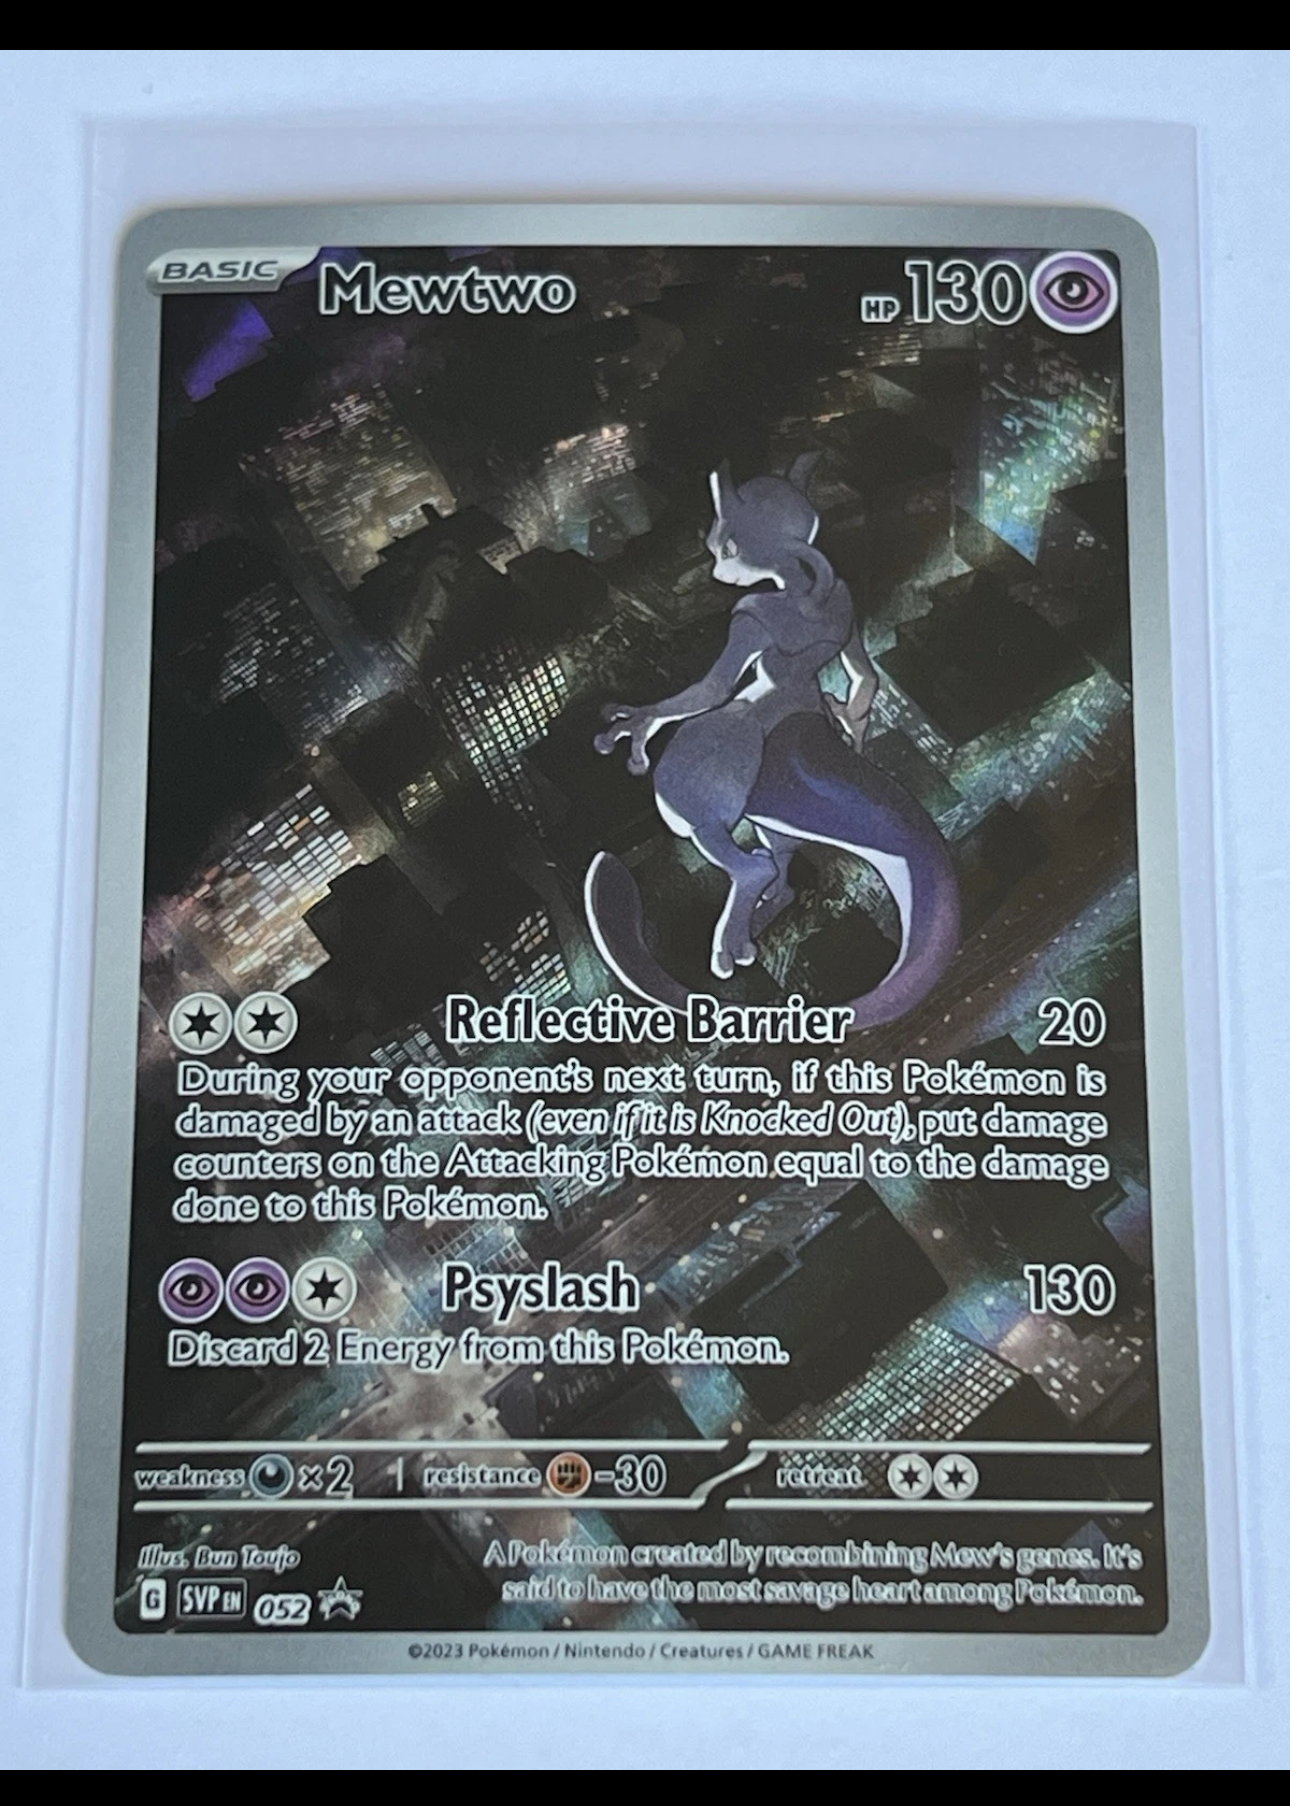 BASIC Mewtwo HP 130
Reflective Barrier 20
During your opponent's next turn, if this Pokémon is
damaged by an attack (even if it is Knocked Out), put damage
counters on the Attacking Pokémon equal to the damage
done to this Pokémon.
Psyslash 130
Discard 2 Energy from this Pokémon.
weakness ×2 resistance -30 retreat
Illus. Bun Toujo
A Pokémon created by recombining Mew's genes. It's
said to have the most savage heart among Pokémon.
G SVP EN 052
©2023 Pokémon / Nintendo / Creatures / GAME FREAK